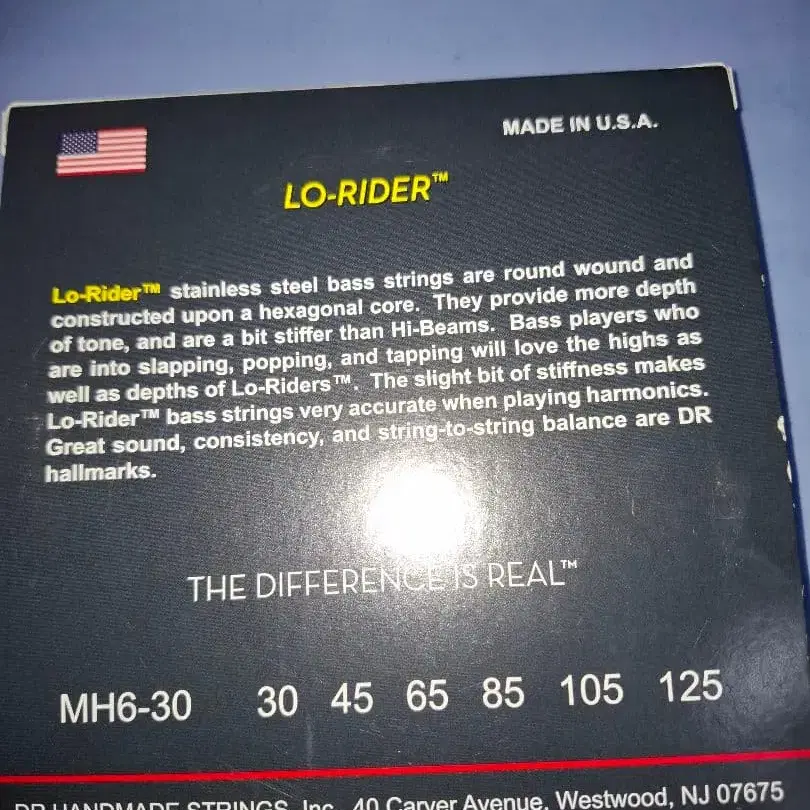 MADE IN U.S.A.
LO-RIDER™
Lo-Rider™ stainless steel bass strings are round wound and
constructed upon a hexagonal core. They provide more depth
of tone, and are a bit stiffer than Hi-Beams. Bass players who
are into slapping, popping, and tapping will love the highs as
well as depths of Lo-Riders™. The slight bit of stiffness makes
Lo-Rider™ bass strings very accurate when playing harmonics.
Great sound, consistency, and string-to-string balance are DR
hallmarks.
THE DIFFERENCE IS REAL™
MH6-30 30 45 65 85 105 125
DR HANDMADE STRINGS, Inc. 40 Carver Avenue, Westwood, NJ 07675